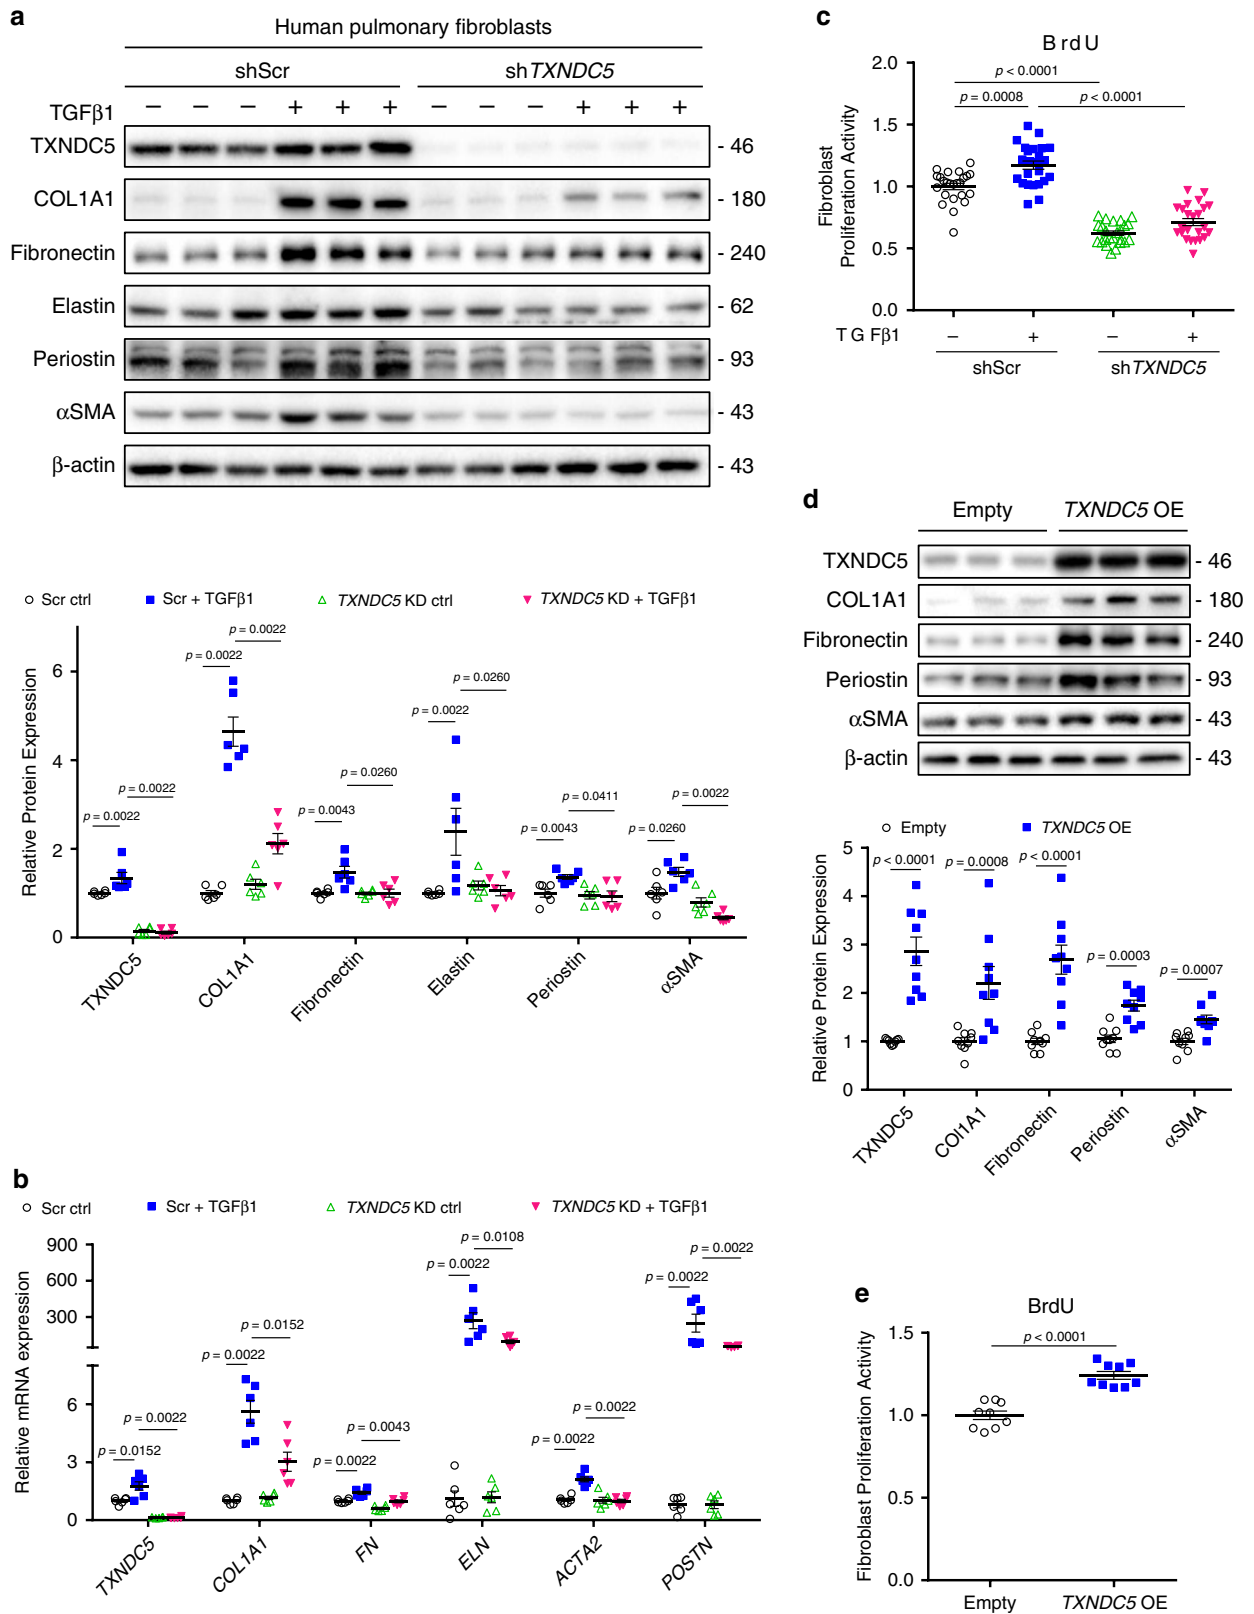 a
Human pulmonary fibroblasts
shScr shTXNDC5
TGFβ1 − − − + + + − − − + + +
TXNDC5 - 46
COL1A1 - 180
Fibronectin - 240
Elastin - 62
Periostin - 93
αSMA - 43
β-actin - 43
Scr ctrl Scr + TGFβ1 TXNDC5 KD ctrl TXNDC5 KD + TGFβ1
Relative Protein Expression
6
4
2
0
p = 0.0022
p = 0.0022
p = 0.0022
p = 0.0022
p = 0.0043
p = 0.0260
p = 0.0022
p = 0.0260
p = 0.0043
p = 0.0411
p = 0.0260
p = 0.0022
TXNDC5 COL1A1 Fibronectin Elastin Periostin αSMA
b
Scr ctrl Scr + TGFβ1 TXNDC5 KD ctrl TXNDC5 KD + TGFβ1
Relative mRNA expression
900
600
300
6
3
0
p = 0.0152
p = 0.0022
p = 0.0022
p = 0.0152
p = 0.0022
p = 0.0043
p = 0.0022
p = 0.0108
p = 0.0022
p = 0.0022
p = 0.0022
p = 0.0022
TXNDC5 COL1A1 FN ELN ACTA2 POSTN
c
BrdU
Fibroblast
Proliferation Activity
2.0
1.5
1.0
0.5
0.0
p < 0.0001
p = 0.0008
p < 0.0001
TGFβ1 − + − +
shScr shTXNDC5
d
Empty TXNDC5 OE
TXNDC5 - 46
COL1A1 - 180
Fibronectin - 240
Periostin - 93
αSMA - 43
β-actin - 43
Empty TXNDC5 OE
Relative Protein Expression
5
4
3
2
1
0
p < 0.0001
p = 0.0008
p < 0.0001
p = 0.0003
p = 0.0007
TXNDC5 COl1A1 Fibronectin Periostin αSMA
e
BrdU
Fibroblast Proliferation Activity
1.5
1.0
0.5
0.0
p < 0.0001
Empty TXNDC5 OE